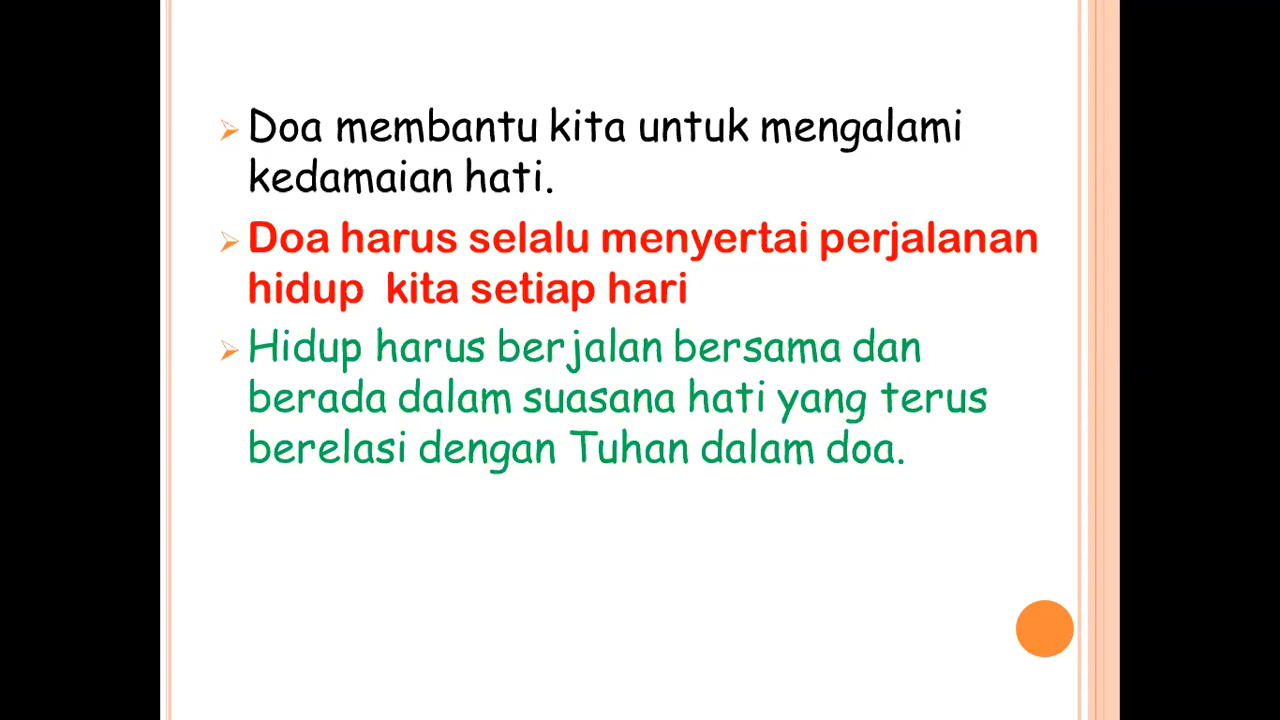 Doa membantu kita untuk mengalami
kedamaian hati.
Doa harus selalu menyertai perjalanan
hidup kita setiap hari
Hidup harus berjalan bersama dan
berada dalam suasana hati yang terus
berelasi dengan Tuhan dalam doa.